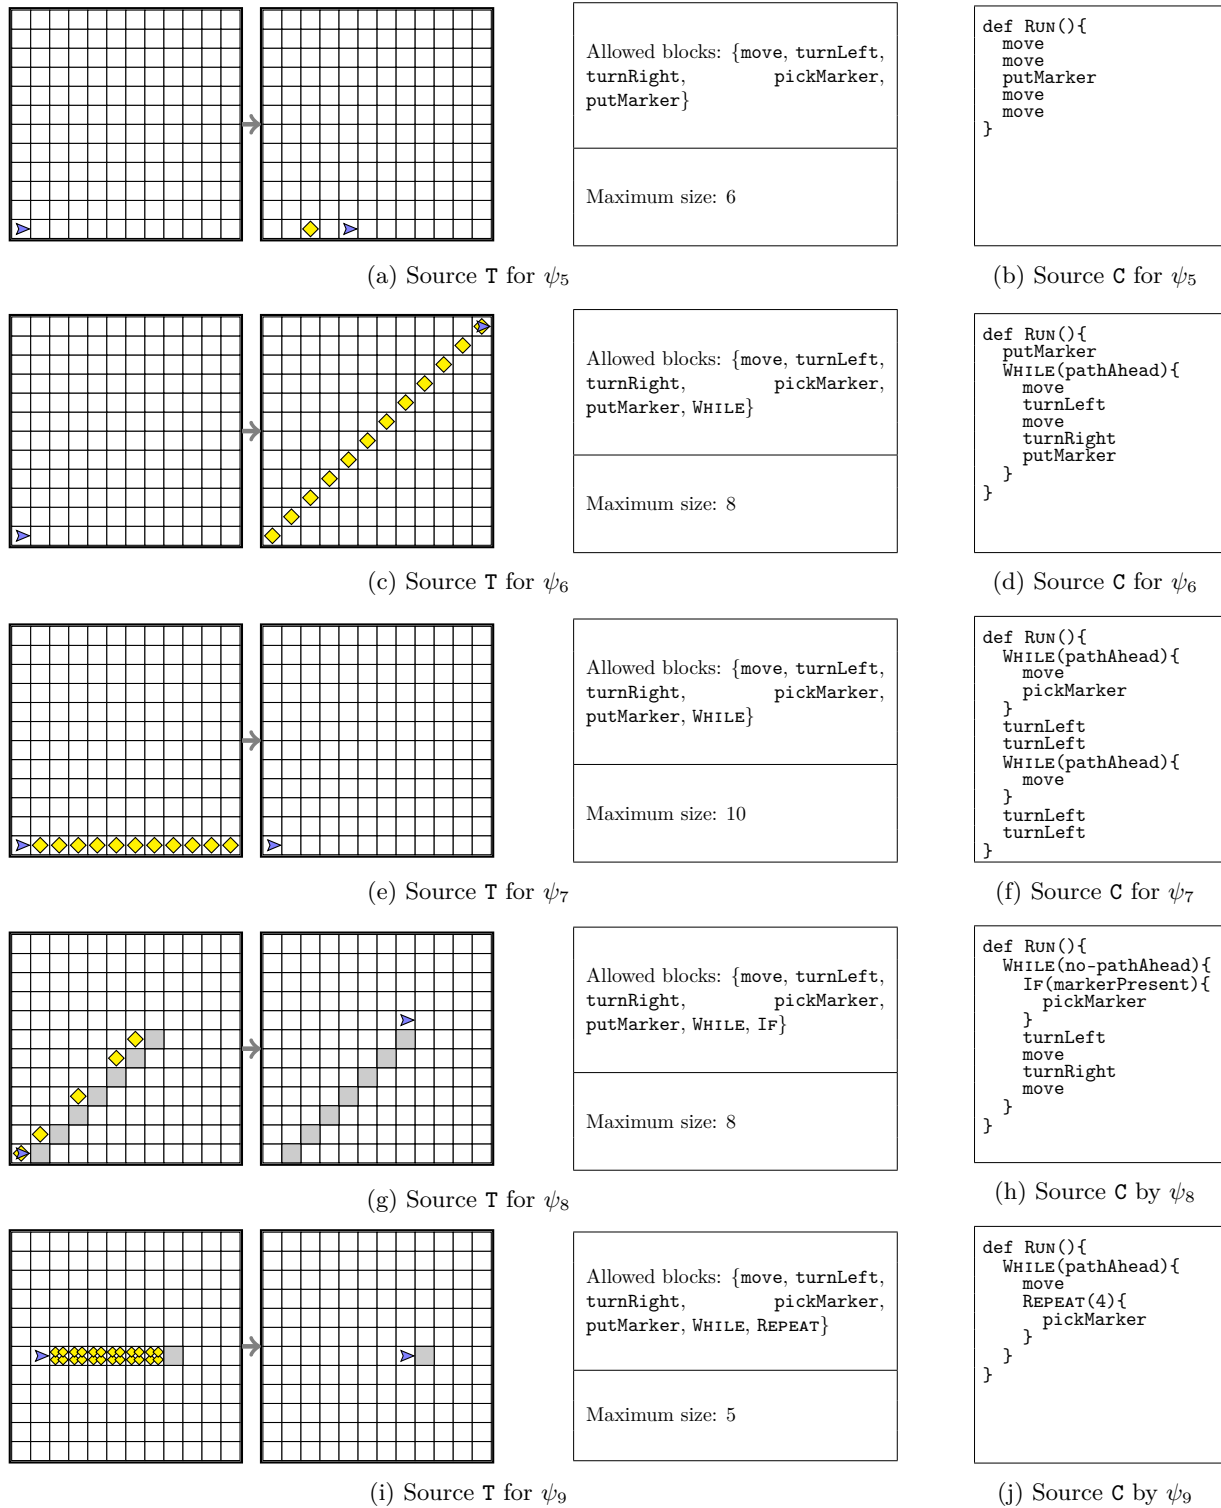 Allowed blocks: {move, turnLeft,
turnRight, pickMarker,
putMarker}
Maximum size: 6
def RUN(){
move
move
putMarker
move
move
}
(a) Source T for ψ5
(b) Source C for ψ5
Allowed blocks: {move, turnLeft,
turnRight, pickMarker,
putMarker, WHILE}
Maximum size: 8
def RUN(){
putMarker
WHILE(pathAhead){
move
turnLeft
move
turnRight
putMarker
}
}
(c) Source T for ψ6
(d) Source C for ψ6
Allowed blocks: {move, turnLeft,
turnRight, pickMarker,
putMarker, WHILE}
Maximum size: 10
def RUN(){
WHILE(pathAhead){
move
pickMarker
}
turnLeft
turnLeft
WHILE(pathAhead){
move
}
turnLeft
turnLeft
}
(e) Source T for ψ7
(f) Source C for ψ7
Allowed blocks: {move, turnLeft,
turnRight, pickMarker,
putMarker, WHILE, IF}
Maximum size: 8
def RUN(){
WHILE(no-pathAhead){
IF(markerPresent){
pickMarker
}
turnLeft
move
turnRight
move
}
}
(g) Source T for ψ8
(h) Source C by ψ8
Allowed blocks: {move, turnLeft,
turnRight, pickMarker,
putMarker, WHILE, REPEAT}
Maximum size: 5
def RUN(){
WHILE(pathAhead){
move
REPEAT(4){
pickMarker
}
}
}
(i) Source T for ψ9
(j) Source C by ψ9